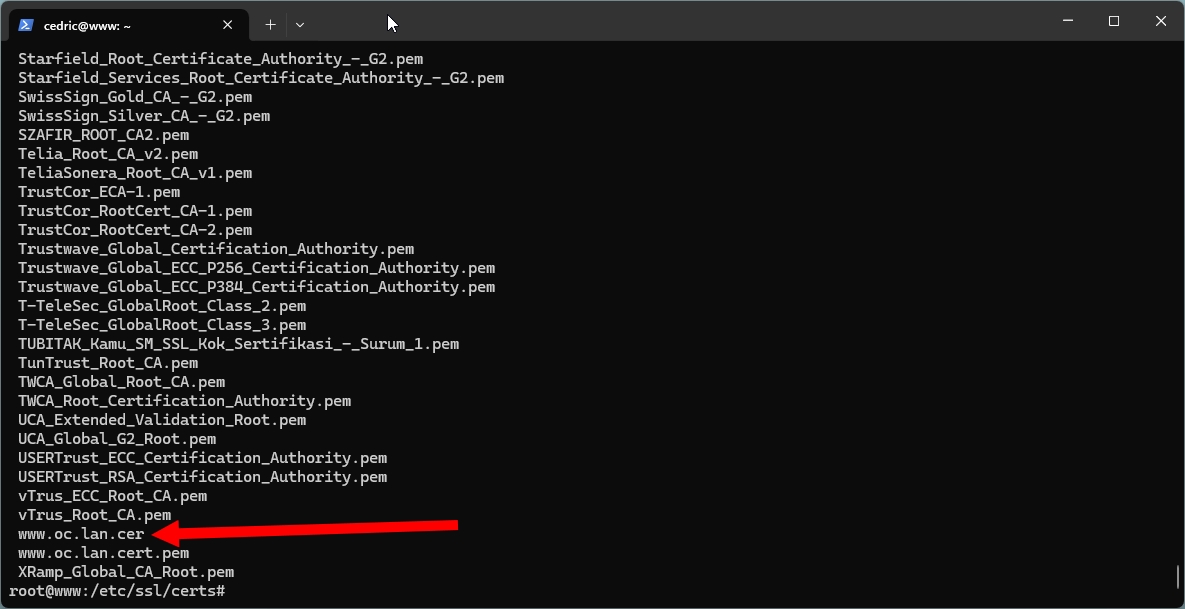 cedric@www: ~
Starfield_Root_Certificate_Authority_-_G2.pem
Starfield_Services_Root_Certificate_Authority_-_G2.pem
SwissSign_Gold_CA_-_G2.pem
SwissSign_Silver_CA_-_G2.pem
SZAFIR_ROOT_CA2.pem
Telia_Root_CA_v2.pem
TeliaSonera_Root_CA_v1.pem
TrustCor_ECA-1.pem
TrustCor_RootCert_CA-1.pem
TrustCor_RootCert_CA-2.pem
Trustwave_Global_Certification_Authority.pem
Trustwave_Global_ECC_P256_Certification_Authority.pem
Trustwave_Global_ECC_P384_Certification_Authority.pem
T-TeleSec_GlobalRoot_Class_2.pem
T-TeleSec_GlobalRoot_Class_3.pem
TUBITAK_Kamu_SM_SSL_Kok_Sertifikasi_-_Surum_1.pem
TunTrust_Root_CA.pem
TWCA_Global_Root_CA.pem
TWCA_Root_Certification_Authority.pem
UCA_Extended_Validation_Root.pem
UCA_Global_G2_Root.pem
USERTrust_ECC_Certification_Authority.pem
USERTrust_RSA_Certification_Authority.pem
vTrus_ECC_Root_CA.pem
vTrus_Root_CA.pem
www.oc.lan.cer
www.oc.lan.cert.pem
XRamp_Global_CA_Root.pem
root@www:/etc/ssl/certs#